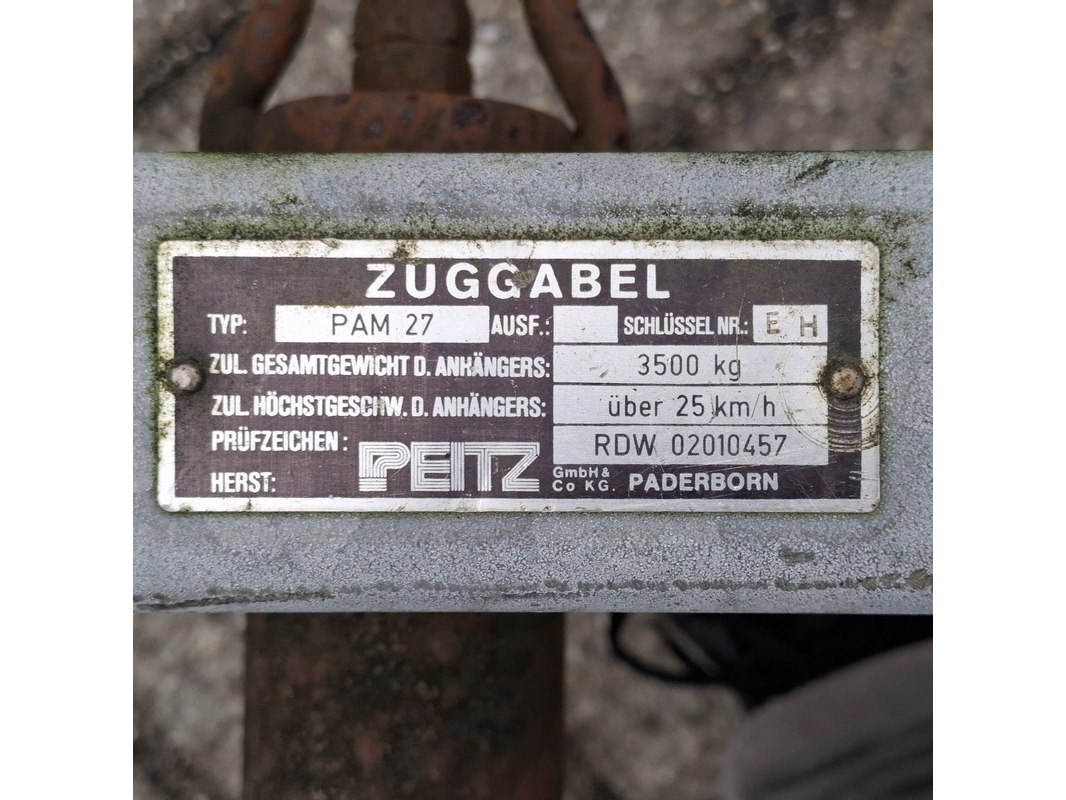 ZUGGABEL
TYP: PAM 27 AUSF.: SCHLÜSSEL NR.: E H
ZUL. GESAMTGEWICHT D. ANHÄNGERS: 3500 kg
ZUL. HÖCHSTGESCHW. D. ANHÄNGERS: über 25 km/h
PRÜFZEICHEN: RDW 02010457
HERST: PEITZ GmbH & Co KG. PADERBORN